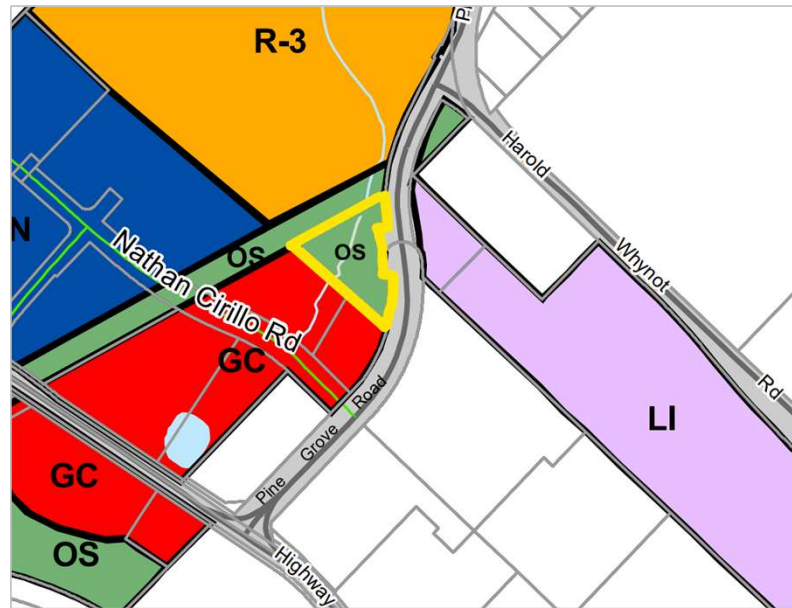 R-3
Harold
Whynot
Rd
N
OS
OS
Nathan Cirillo Rd
GC
LI
Pine
Grove
Road
GC
OS
Highway